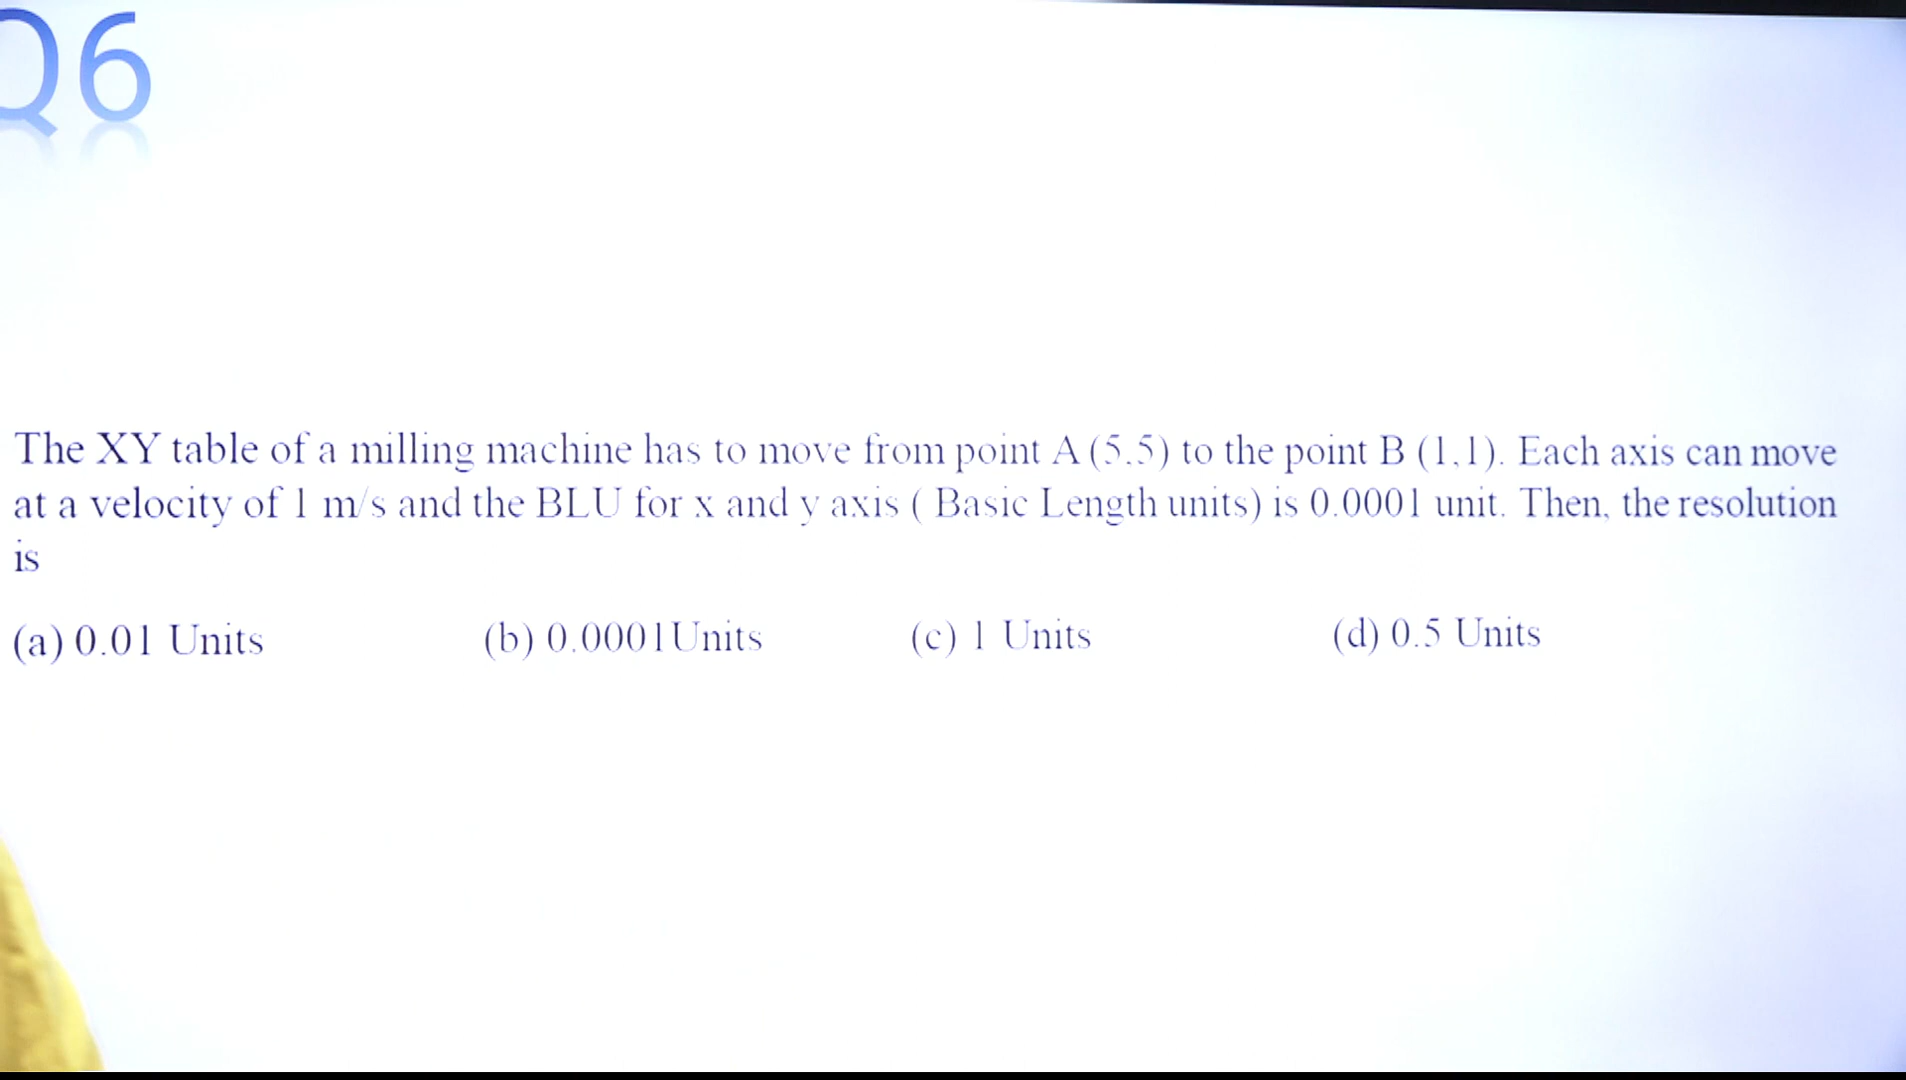 Q6
The XY table of a milling machine has to move from point A (5,5) to the point B (1,1). Each axis can move
at a velocity of 1 m/s and the BLU for x and y axis ( Basic Length units) is 0.0001 unit. Then, the resolution
is
(a) 0.01 Units (b) 0.0001Units (c) 1 Units (d) 0.5 Units